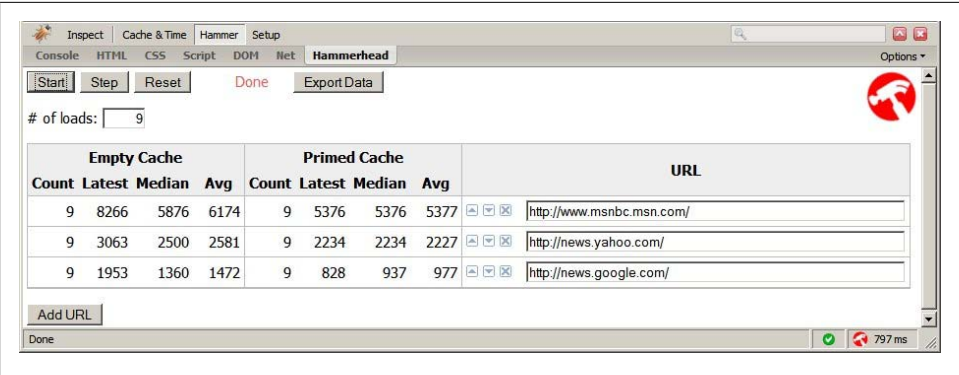 Inspect Cache & Time Hammer Setup
Console HTML CSS Script DOM Net Hammerhead Options
Start Step Reset Done Export Data
# of loads: 9
Empty Cache Primed Cache URL
Count Latest Median Avg Count Latest Median Avg
9 8266 5876 6174 9 5376 5376 5377 http://www.msnbc.msn.com/
9 3063 2500 2581 9 2234 2234 2227 http://news.yahoo.com/
9 1953 1360 1472 9 828 937 977 http://news.google.com/
Add URL
Done 797 ms